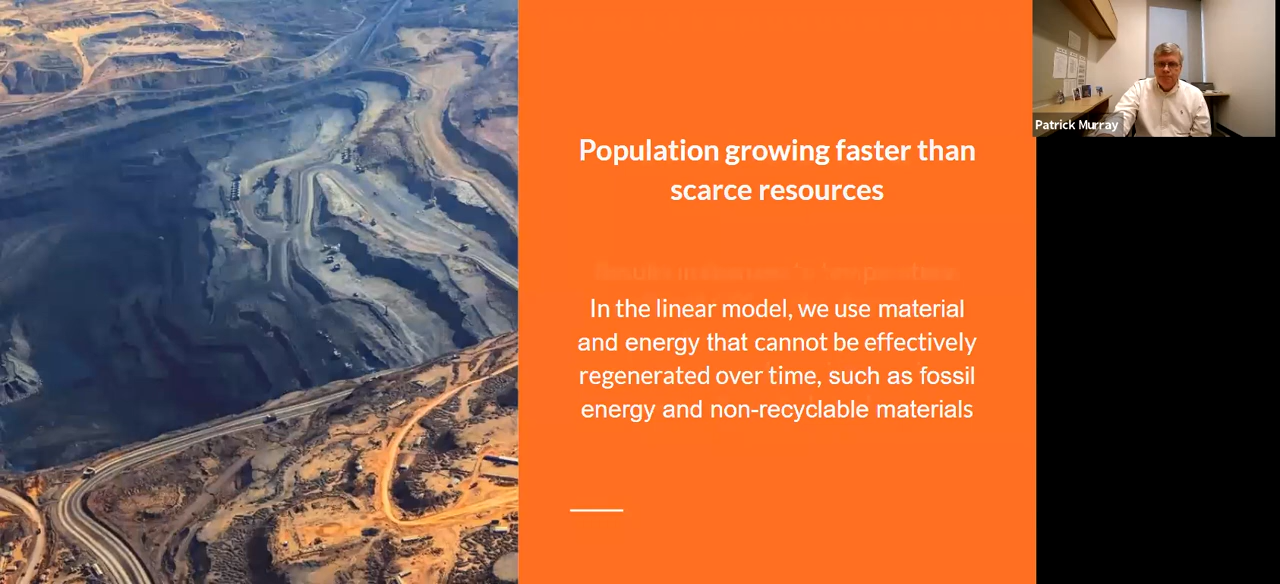 Population growing faster than
scarce resources
In the linear model, we use material
and energy that cannot be effectively
regenerated over time, such as fossil
energy and non-recyclable materials
Patrick Murray